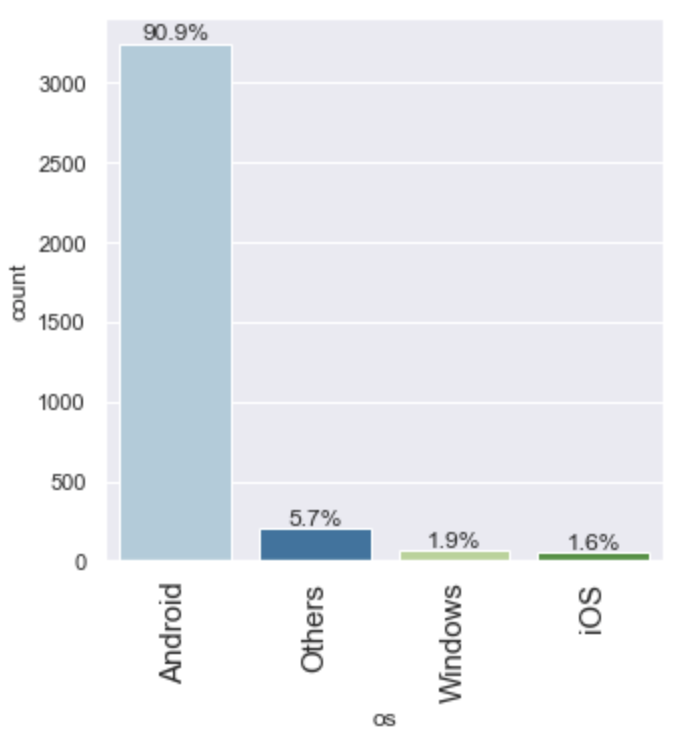 90.9%
3000
2500
2000
1500
1000
500
0
count
5.7%
1.9%
1.6%
Android
Others
Windows
iOS
os